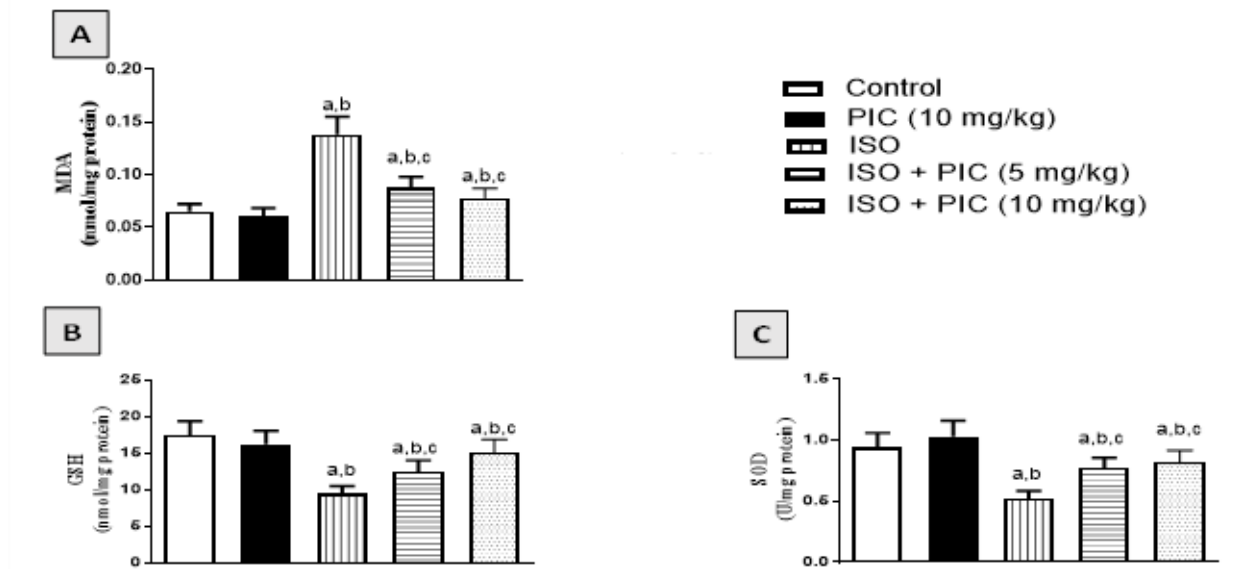 A
0.20
0.15
0.10
0.05
0.00
MDA
(nmol/mg protein)
a,b
a,b,c
a,b,c
Control
PIC (10 mg/kg)
ISO
ISO + PIC (5 mg/kg)
ISO + PIC (10 mg/kg)
B
25
20
15
10
5
0
GSH
(nmol/mg protein)
a,b
a,b,c
a,b,c
C
1.5
1.0
0.5
0.0
SOD
(U/mg protein)
a,b
a,b,c
a,b,c